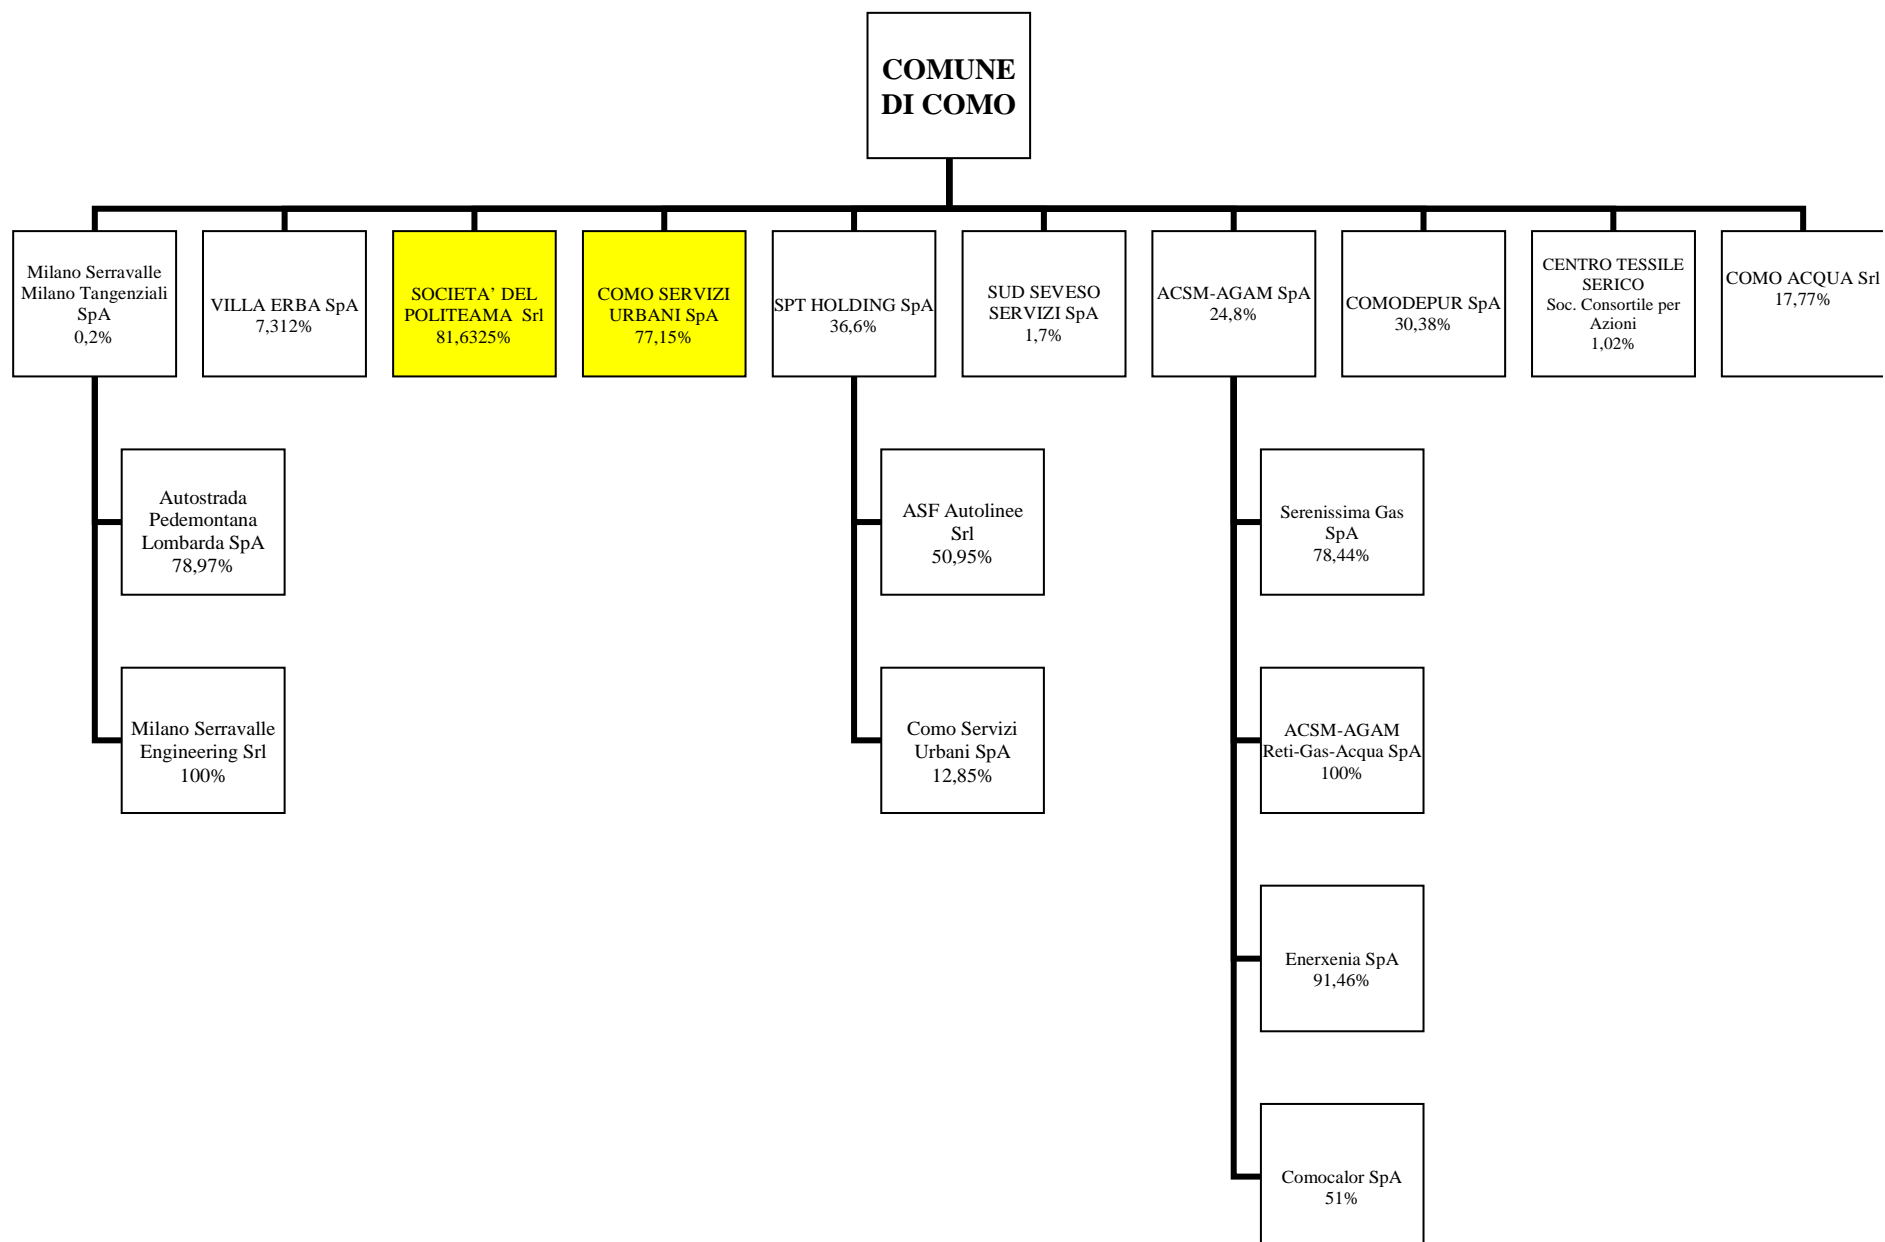 COMUNE
DI COMO
Milano Serravalle
Milano Tangenziali
SpA
0,2%
VILLA ERBA SpA
7,312%
SOCIETA’ DEL
POLITEAMA Srl
81,6325%
COMO SERVIZI
URBANI SpA
77,15%
SPT HOLDING SpA
36,6%
SUD SEVESO
SERVIZI SpA
1,7%
ACSM-AGAM SpA
24,8%
COMODEPUR SpA
30,38%
CENTRO TESSILE
SERICO
Soc. Consortile per
Azioni
1,02%
COMO ACQUA Srl
17,77%
Autostrada
Pedemontana
Lombarda SpA
78,97%
ASF Autolinee
Srl
50,95%
Serenissima Gas
SpA
78,44%
Milano Serravalle
Engineering Srl
100%
Como Servizi
Urbani SpA
12,85%
ACSM-AGAM
Reti-Gas-Acqua SpA
100%
Enerxenia SpA
91,46%
Comocalor SpA
51%